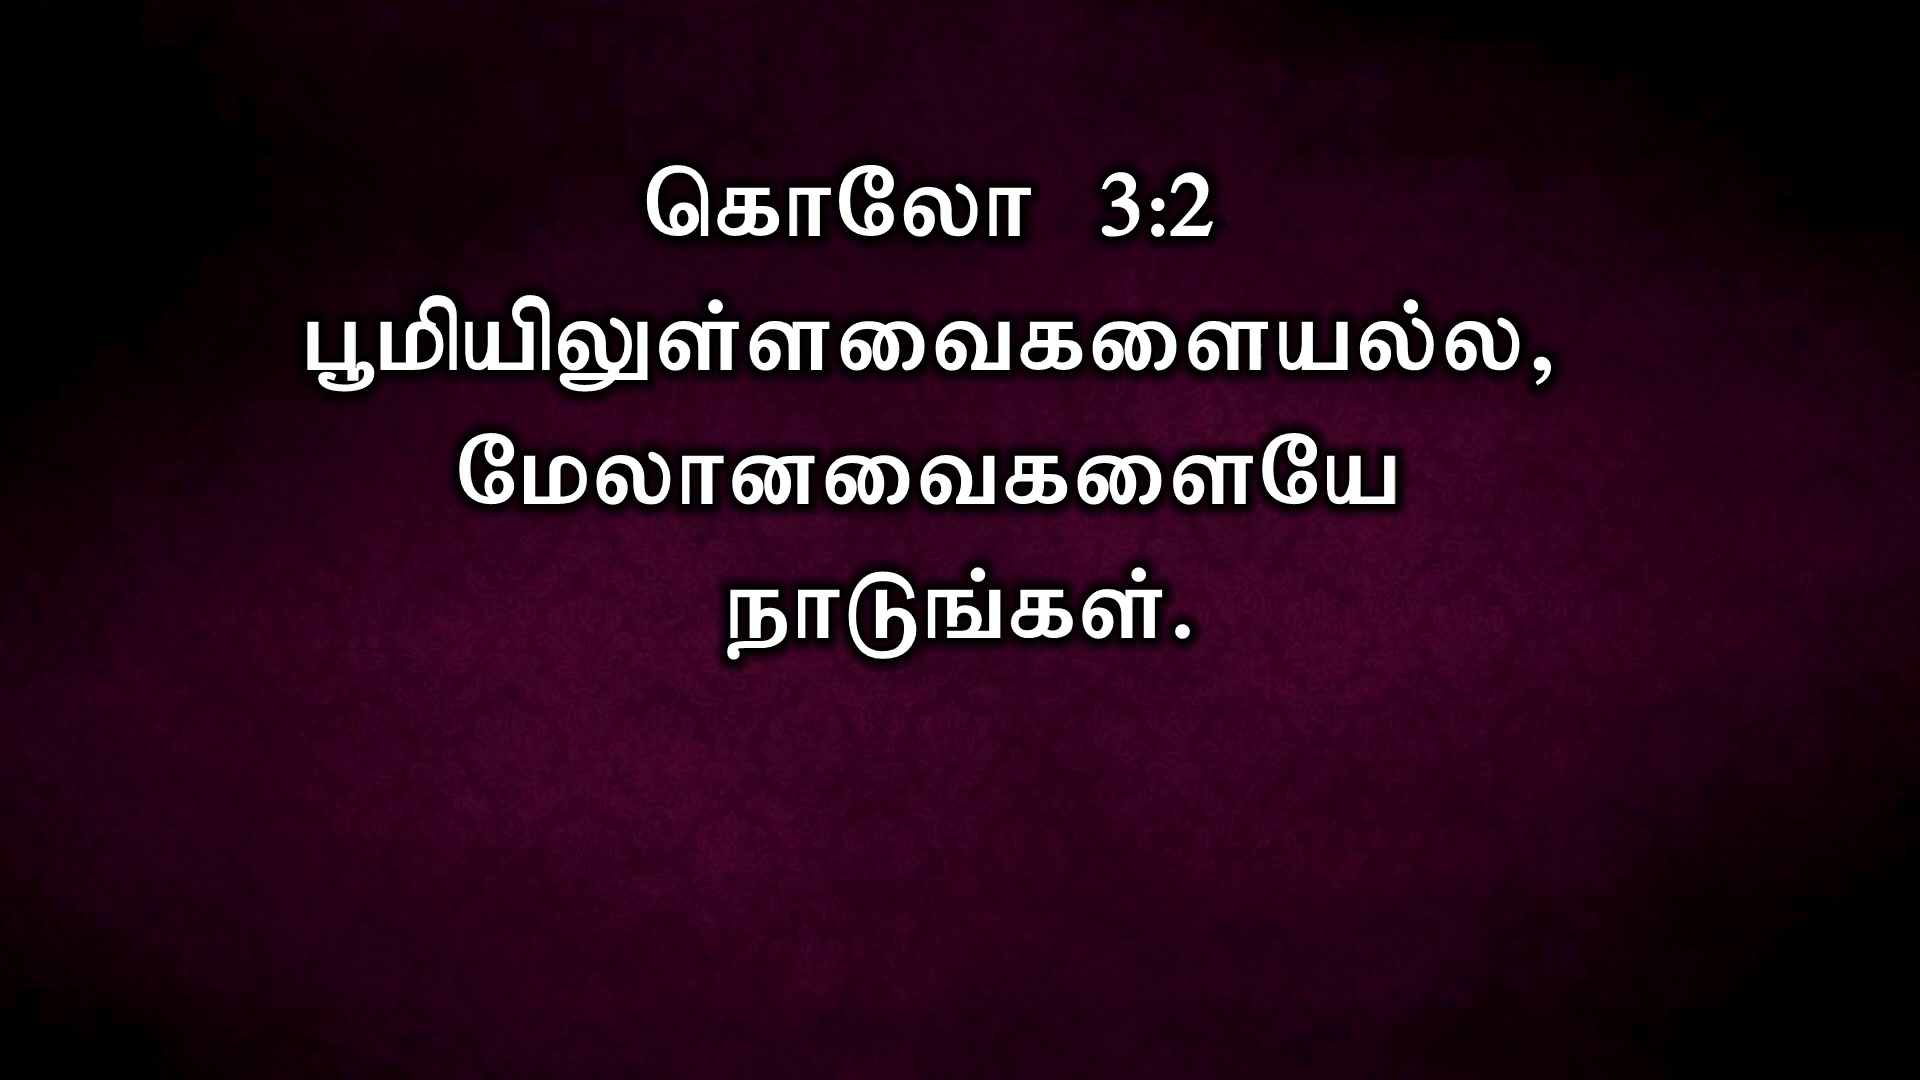 கொலோ 3:2
பூமியிலுள்ளவைகளையல்ல,
மேலானவைகளையே
நாடுங்கள்.